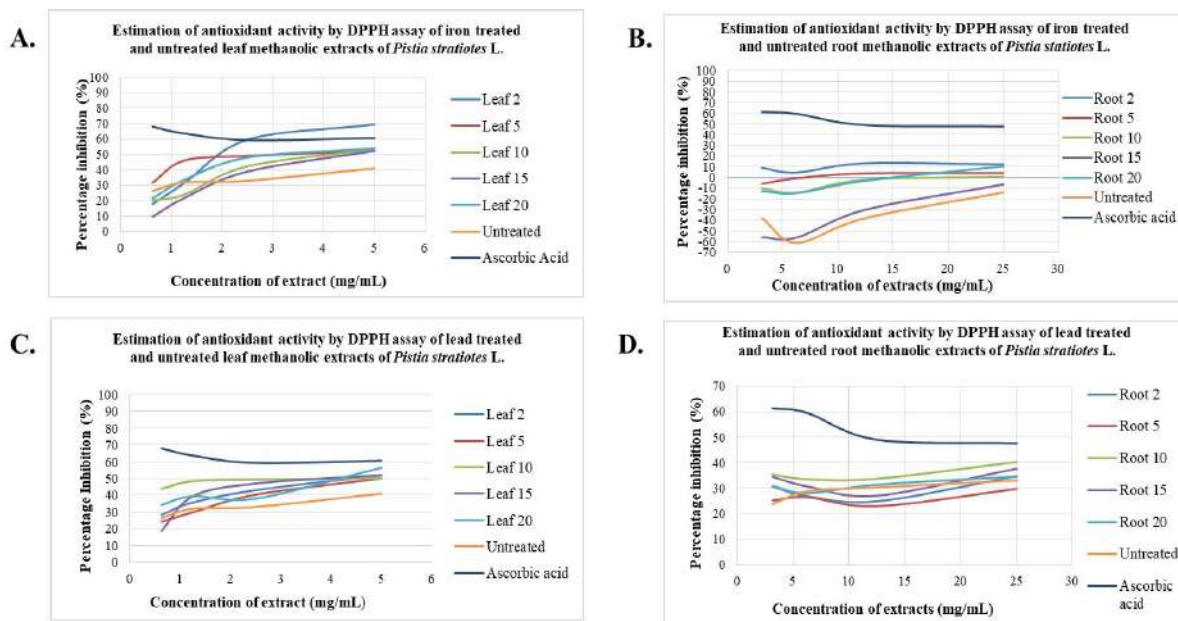 A.
Estimation of antioxidant activity by DPPH assay of iron treated
and untreated leaf methanolic extracts of Pistia stratiotes L.
Percentage inhibition (%)
100
90
80
70
60
50
40
30
20
10
0
0 1 2 3 4 5 6
Concentration of extract (mg/mL)
Leaf 2
Leaf 5
Leaf 10
Leaf 15
Leaf 20
Untreated
Ascorbic Acid
B.
Estimation of antioxidant activity by DPPH assay of iron treated
and untreated root methanolic extracts of Pistia statiotes L.
Percentage inhibition (%)
100
90
80
70
60
50
40
30
20
10
0
-10
-20
-30
-40
-50
-60
-70
0 5 10 15 20 25 30
Concentration of extracts (mg/mL)
Root 2
Root 5
Root 10
Root 15
Root 20
Untreated
Ascorbic acid
C.
Estimation of antioxidant activity by DPPH assay of lead treated
and untreated leaf methanolic extracts of Pistia stratiotes L.
Percentage inhibition (%)
100
90
80
70
60
50
40
30
20
10
0
0 1 2 3 4 5 6
Concentration of extract (mg/mL)
Leaf 2
Leaf 5
Leaf 10
Leaf 15
Leaf 20
Untreated
Ascorbic acid
D.
Estimation of antioxidant activity by DPPH assay of lead treated
and untreated root methanolic extracts of Pistia stratiotes L.
Percentage inhibition (%)
70
60
50
40
30
20
10
0
0 5 10 15 20 25 30
Concentration of extracts (mg/mL)
Root 2
Root 5
Root 10
Root 15
Root 20
Untreated
Ascorbic
acid